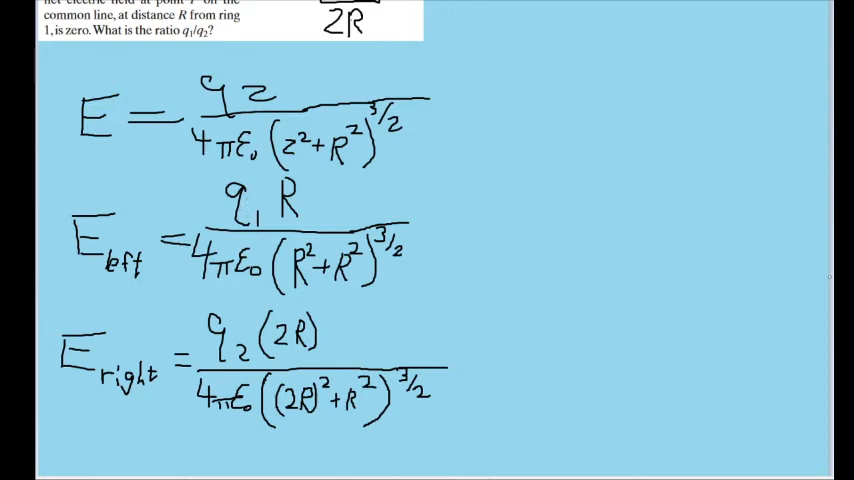 net electric field at point P on the
common line, at distance R from ring
1, is zero. What is the ratio q₁/q₂?
2R
E = qz / 4πε₀(z² + R²)^3/2
E left = q₁R / 4πε₀(R² + R²)^3/2
E right = q₂(2R) / 4πε₀((2R)² + R²)^3/2